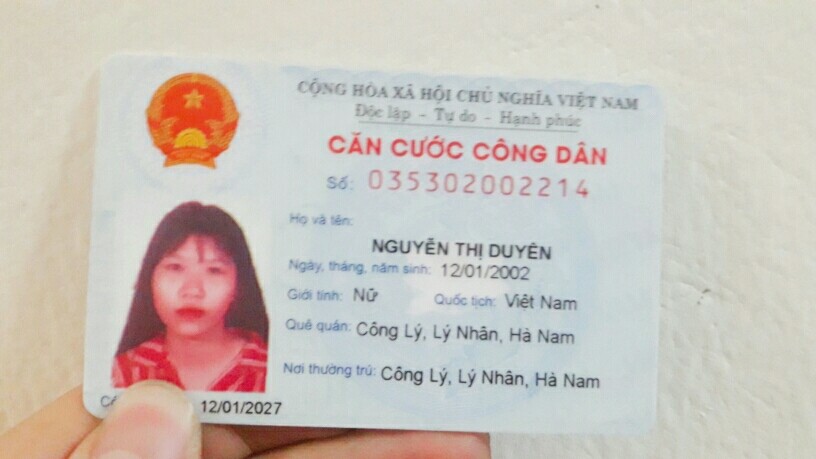 CỘNG HÒA XÃ HỘI CHỦ NGHĨA VIỆT NAM
Độc lập - Tự do - Hạnh phúc
CĂN CƯỚC CÔNG DÂN
Số: 035302002214
Họ và tên:
NGUYỄN THỊ DUYÊN
Ngày, tháng, năm sinh: 12/01/2002
Giới tính: Nữ Quốc tịch: Việt Nam
Quê quán: Công Lý, Lý Nhân, Hà Nam
Nơi thường trú: Công Lý, Lý Nhân, Hà Nam
12/01/2027